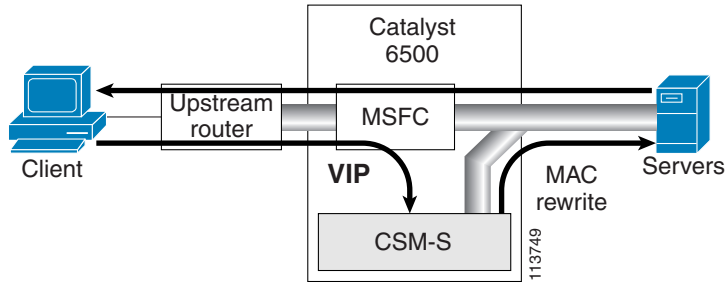 Catalyst
6500
Upstream
router
MSFC
Client
VIP
MAC
rewrite
Servers
CSM-S
113749